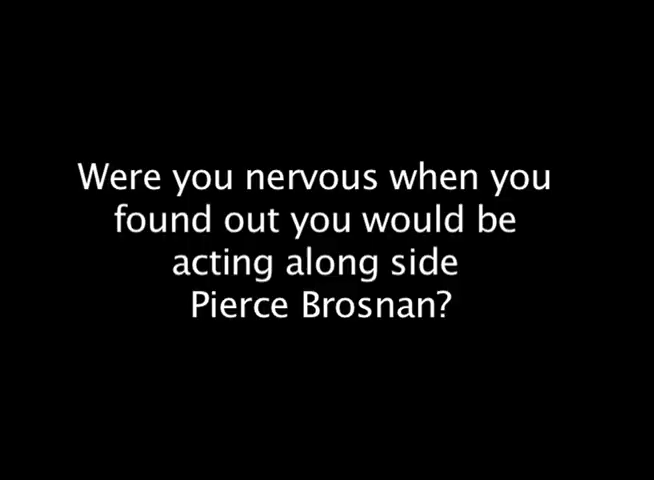 Were you nervous when you
found out you would be
acting along side
Pierce Brosnan?